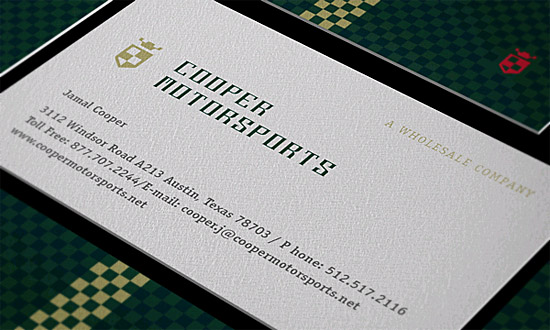 COOPER
MOTORSPORTS
A WHOLESALE COMPANY
Jamal Cooper
3112 Windsor Road A213 Austin, Texas 78703 / Phone: 512.517.2116
Toll Free: 877.707.2244/E-mail: cooper.j@coopermotorsports.net
www.coopermotorsports.net